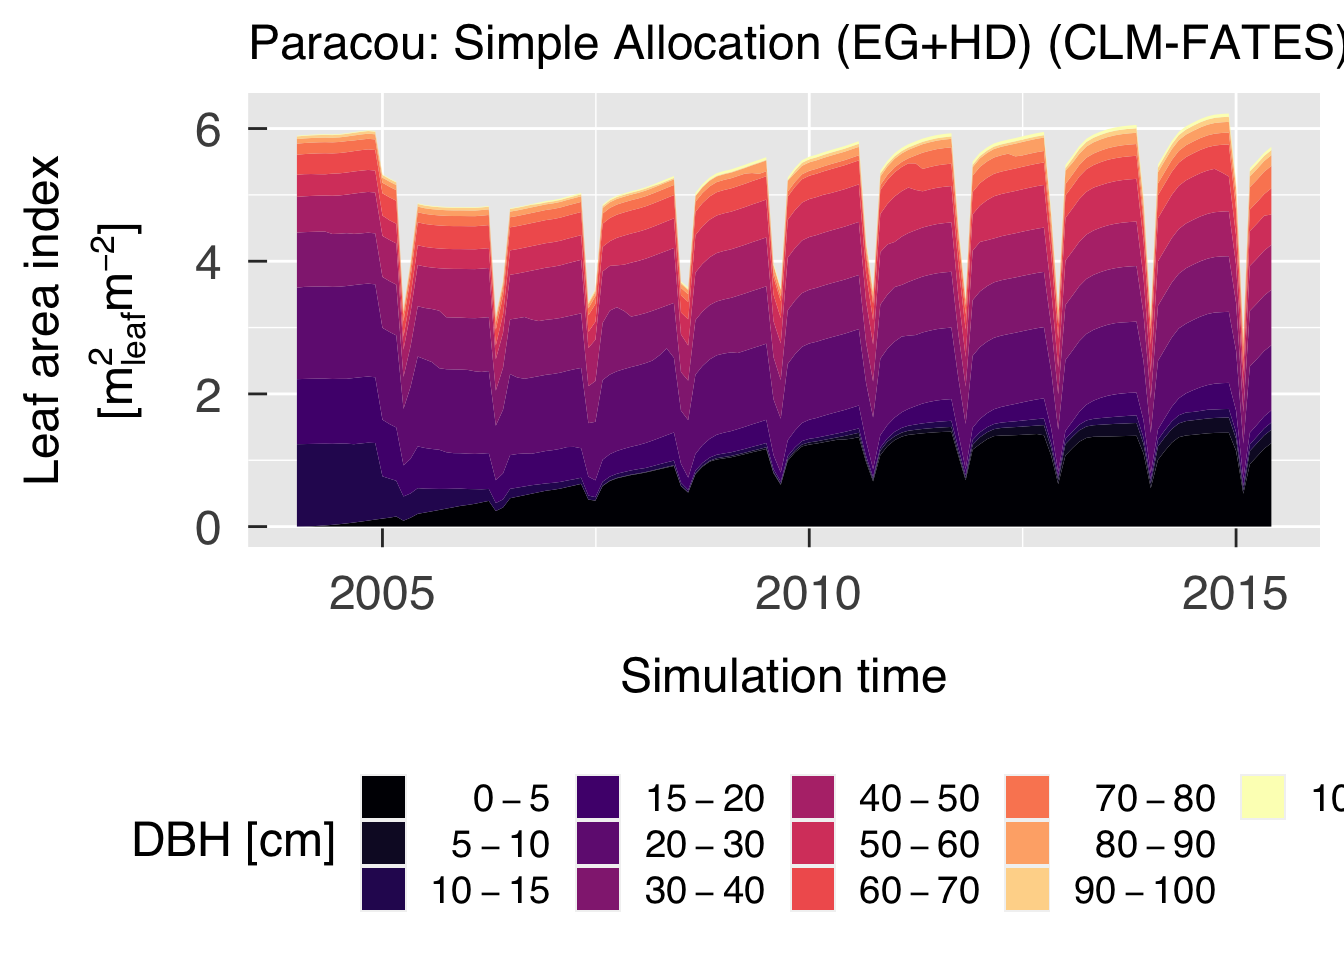 Paracou: Simple Allocation (EG+HD) (CLM-FATES)
Leaf area index
[m²leaf m⁻²]
6
4
2
0
2005 2010 2015
Simulation time
DBH [cm]
0 – 5 15 – 20 40 – 50 70 – 80 10
5 – 10 20 – 30 50 – 60 80 – 90
10 – 15 30 – 40 60 – 70 90 – 100